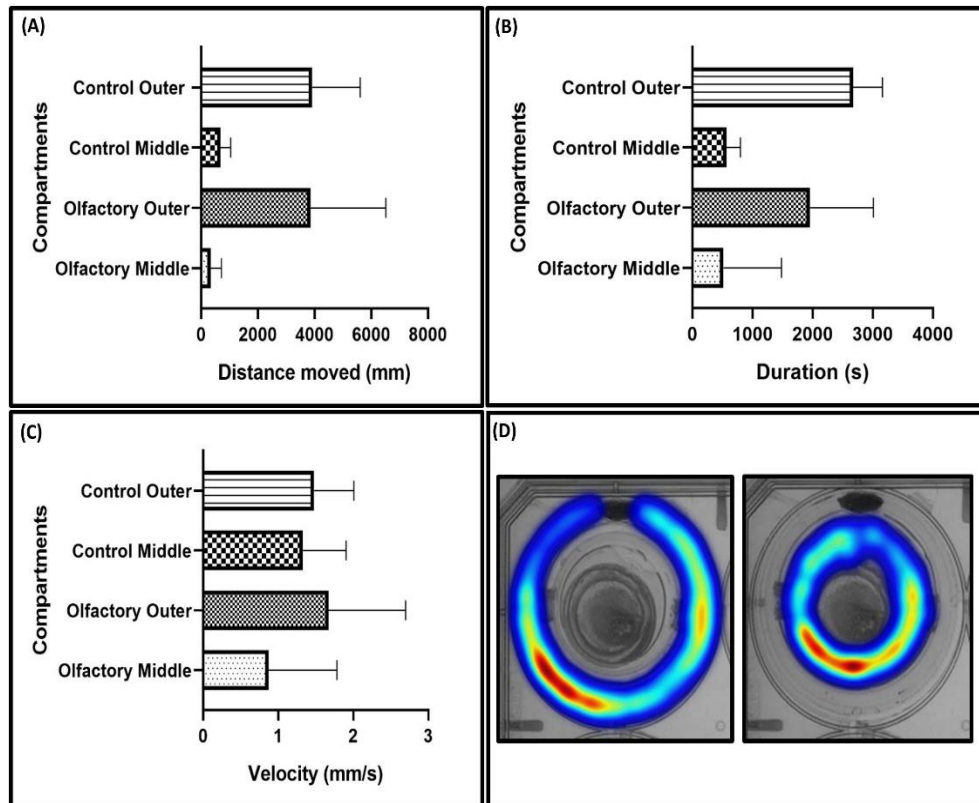 (A)
Compartments
Control Outer
Control Middle
Olfactory Outer
Olfactory Middle
0 2000 4000 6000 8000
Distance moved (mm)
(B)
Compartments
Control Outer
Control Middle
Olfactory Outer
Olfactory Middle
0 1000 2000 3000 4000
Duration (s)
(C)
Compartments
Control Outer
Control Middle
Olfactory Outer
Olfactory Middle
0 1 2 3
Velocity (mm/s)
(D)